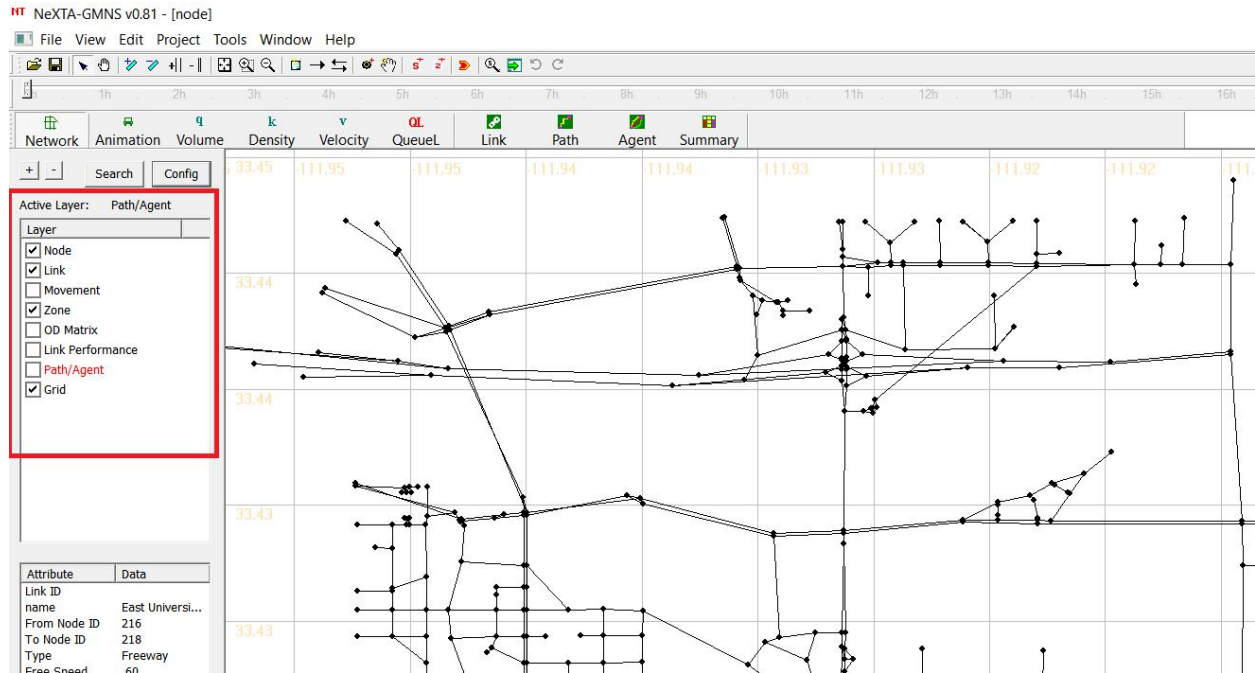 NT NeXTA-GMNS v0.81 - [node]
File View Edit Project Tools Window Help
1h 2h 3h 4h 5h 6h 7h 8h 9h 10h 11h 12h 13h 14h 15h 16h
q k v QL
Network Animation Volume Density Velocity QueueL Link Path Agent Summary
+ - Search Config
33.45 -111.95 -111.95 -111.94 -111.94 -111.93 -111.93 -111.92 -111.92
Active Layer: Path/Agent
Layer
Node
Link
Movement
Zone
OD Matrix
Link Performance
Path/Agent
Grid
33.44
33.44
33.43
33.43
Attribute Data
Link ID
name East Universi...
From Node ID 216
To Node ID 218
Type Freeway
Free Speed 60